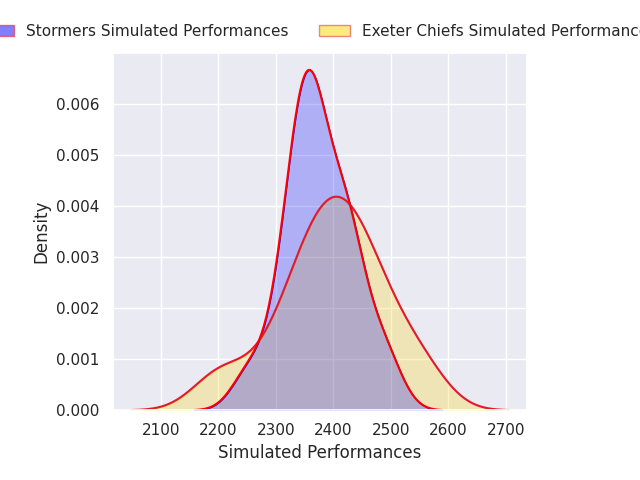 Stormers Simulated Performances Exeter Chiefs Simulated
0.006
0.005
0.004
0.003
0.002
0.001
0.000
Density
2100 2200 2300 2400 2500 2600 2700
Simulated Performances